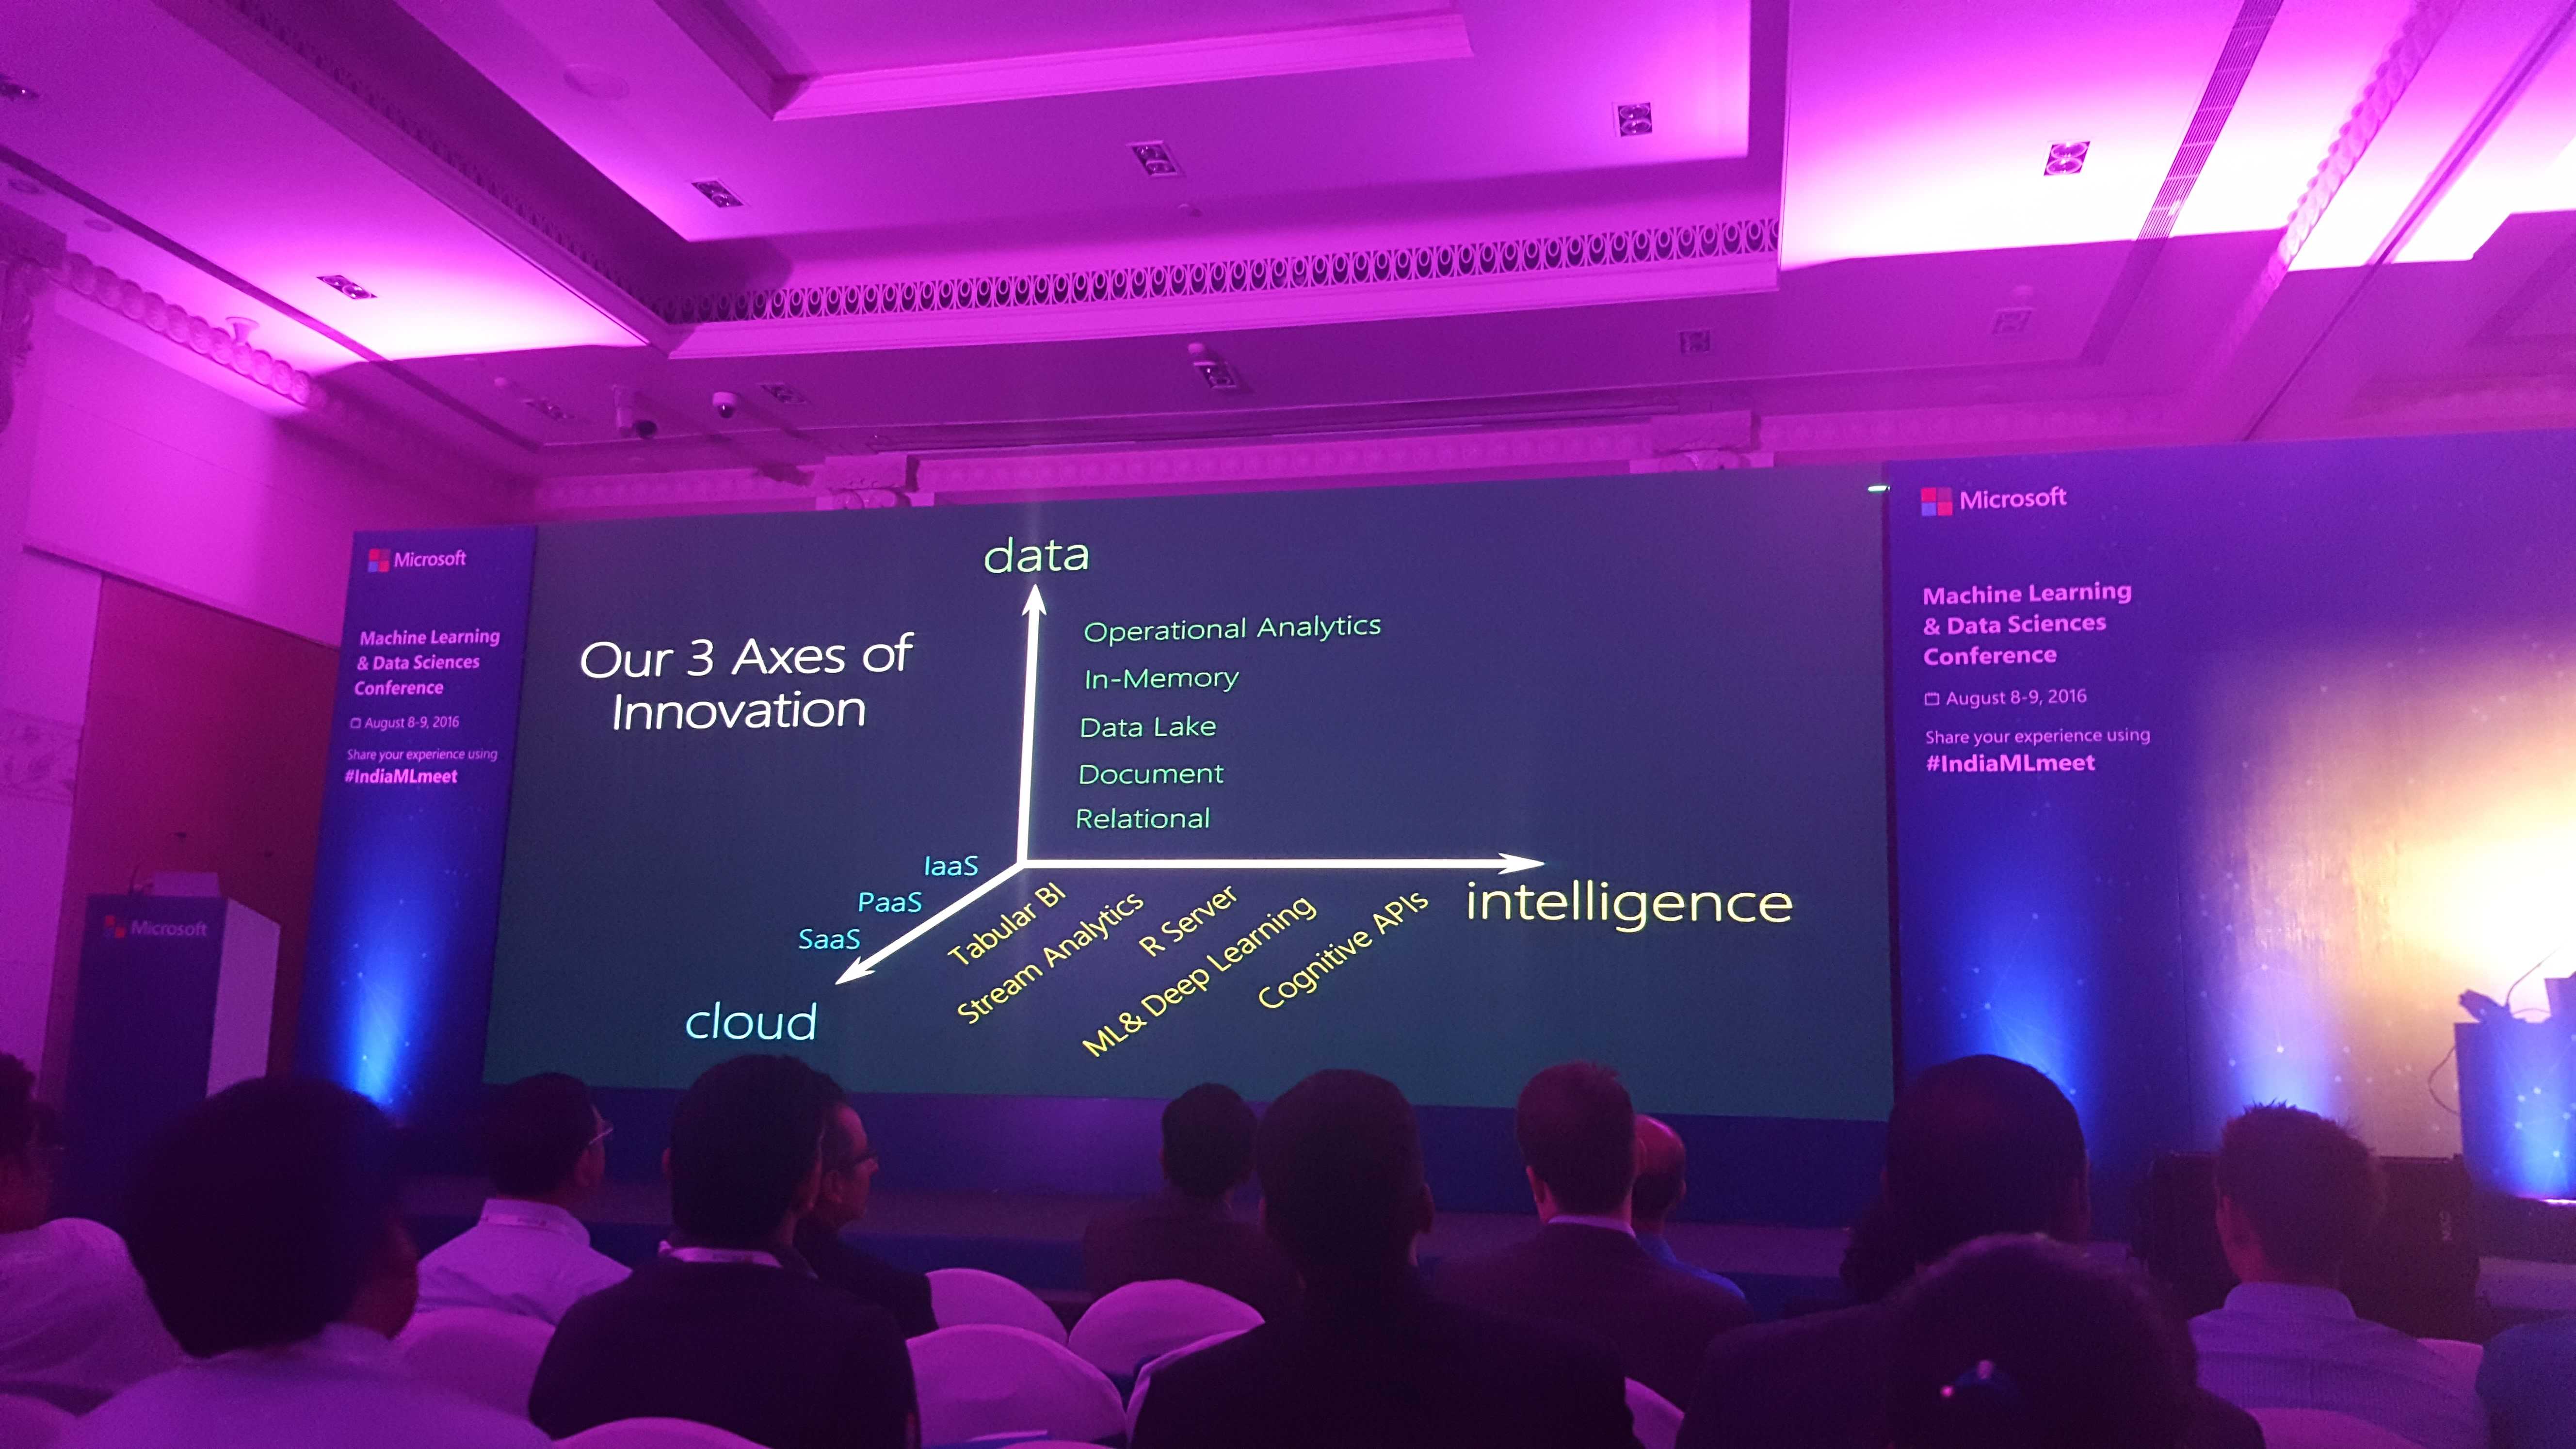 Microsoft
Machine Learning
& Data Sciences
Conference
August 8-9, 2016
Share your experience using
#IndiaMLmeet
Microsoft
Our 3 Axes of
Innovation
data
Operational Analytics
In-Memory
Data Lake
Document
Relational
IaaS
PaaS
SaaS
cloud
Tabular BI
Stream Analytics
R Server
ML& Deep Learning
Cognitive APIs
intelligence
Microsoft
Machine Learning
& Data Sciences
Conference
August 8-9, 2016
Share your experience using
#IndiaMLmeet